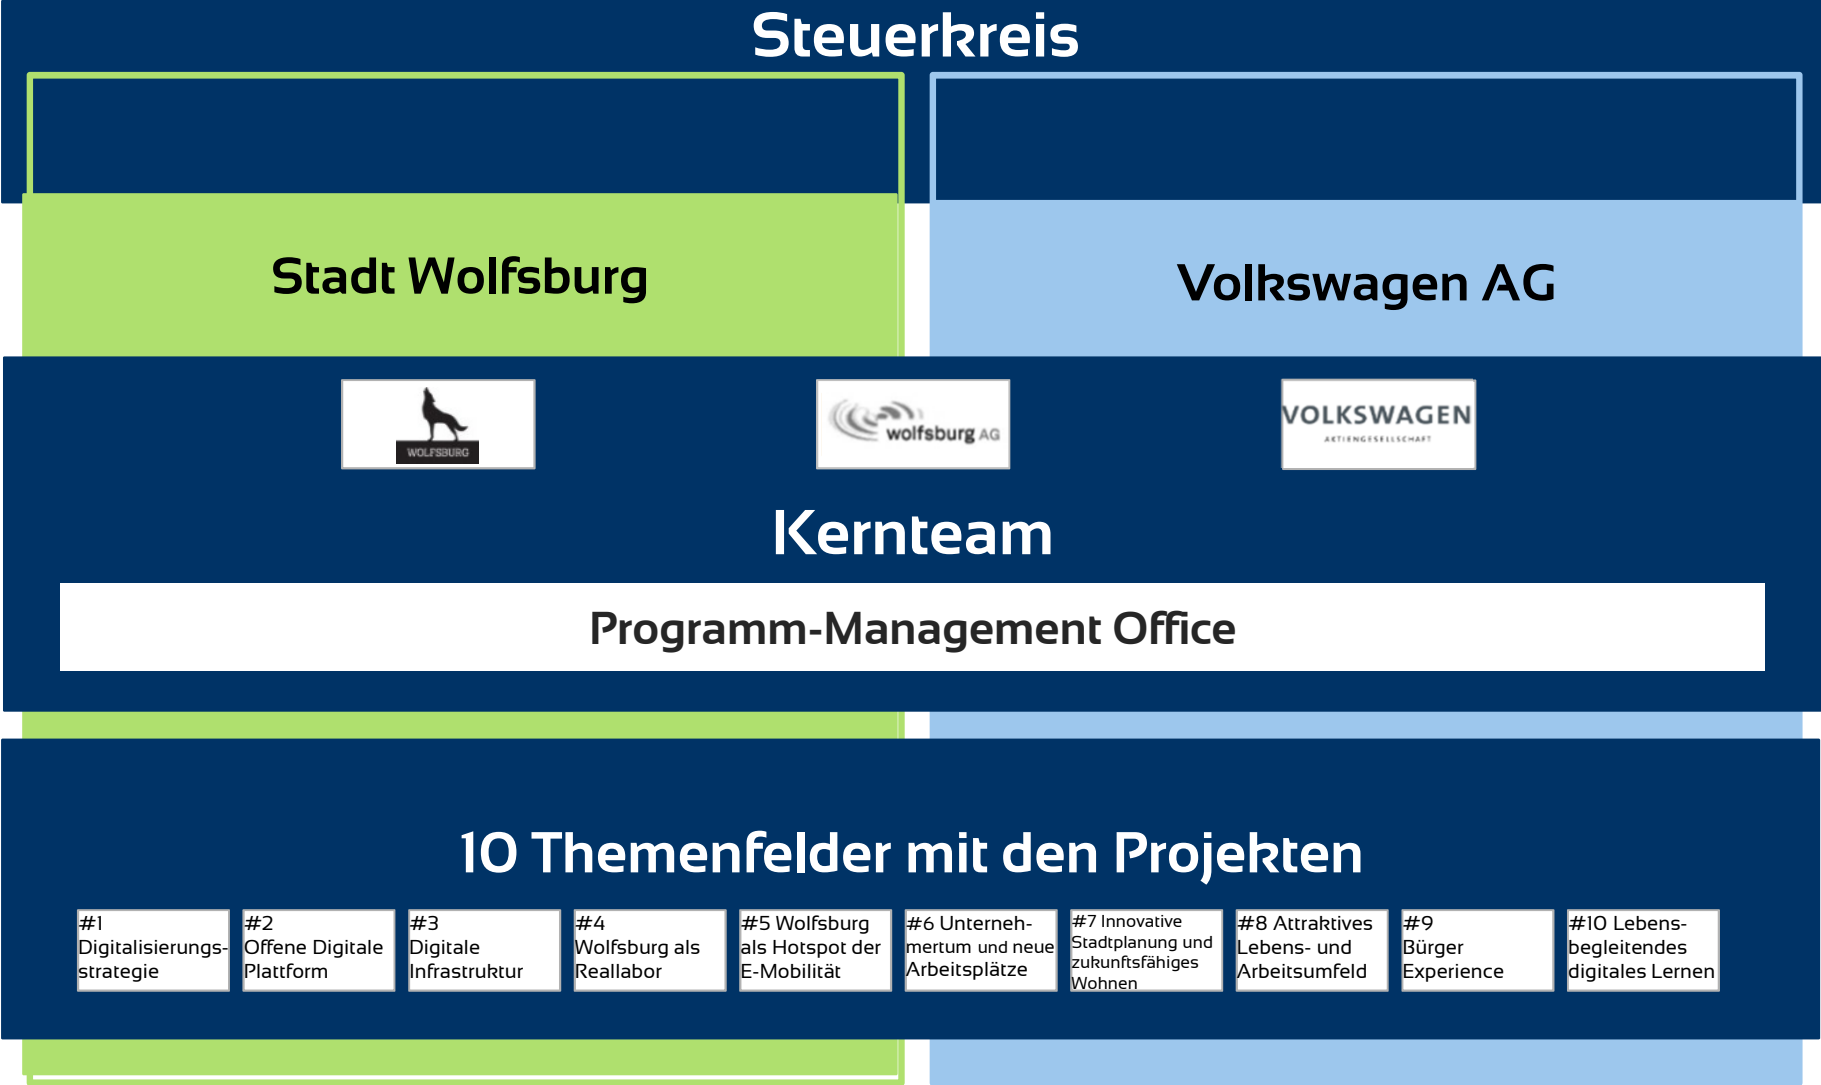 Steuerkreis
Stadt Wolfsburg
Volkswagen AG
WOLFSBURG
wolfsburg AG
VOLKSWAGEN
AKTIENGESELLSCHAFT
Kernteam
Programm-Management Office
10 Themenfelder mit den Projekten
#1
Digitalisierungs-
strategie
#2
Offene Digitale
Plattform
#3
Digitale
Infrastruktur
#4
Wolfsburg als
Reallabor
#5 Wolfsburg
als Hotspot der
E-Mobilität
#6 Unterneh-
mertum und neue
Arbeitsplätze
#7 Innovative
Stadtplanung und
zukunftsfähiges
Wohnen
#8 Attraktives
Lebens- und
Arbeitsumfeld
#9
Bürger
Experience
#10 Lebens-
begleitendes
digitales Lernen